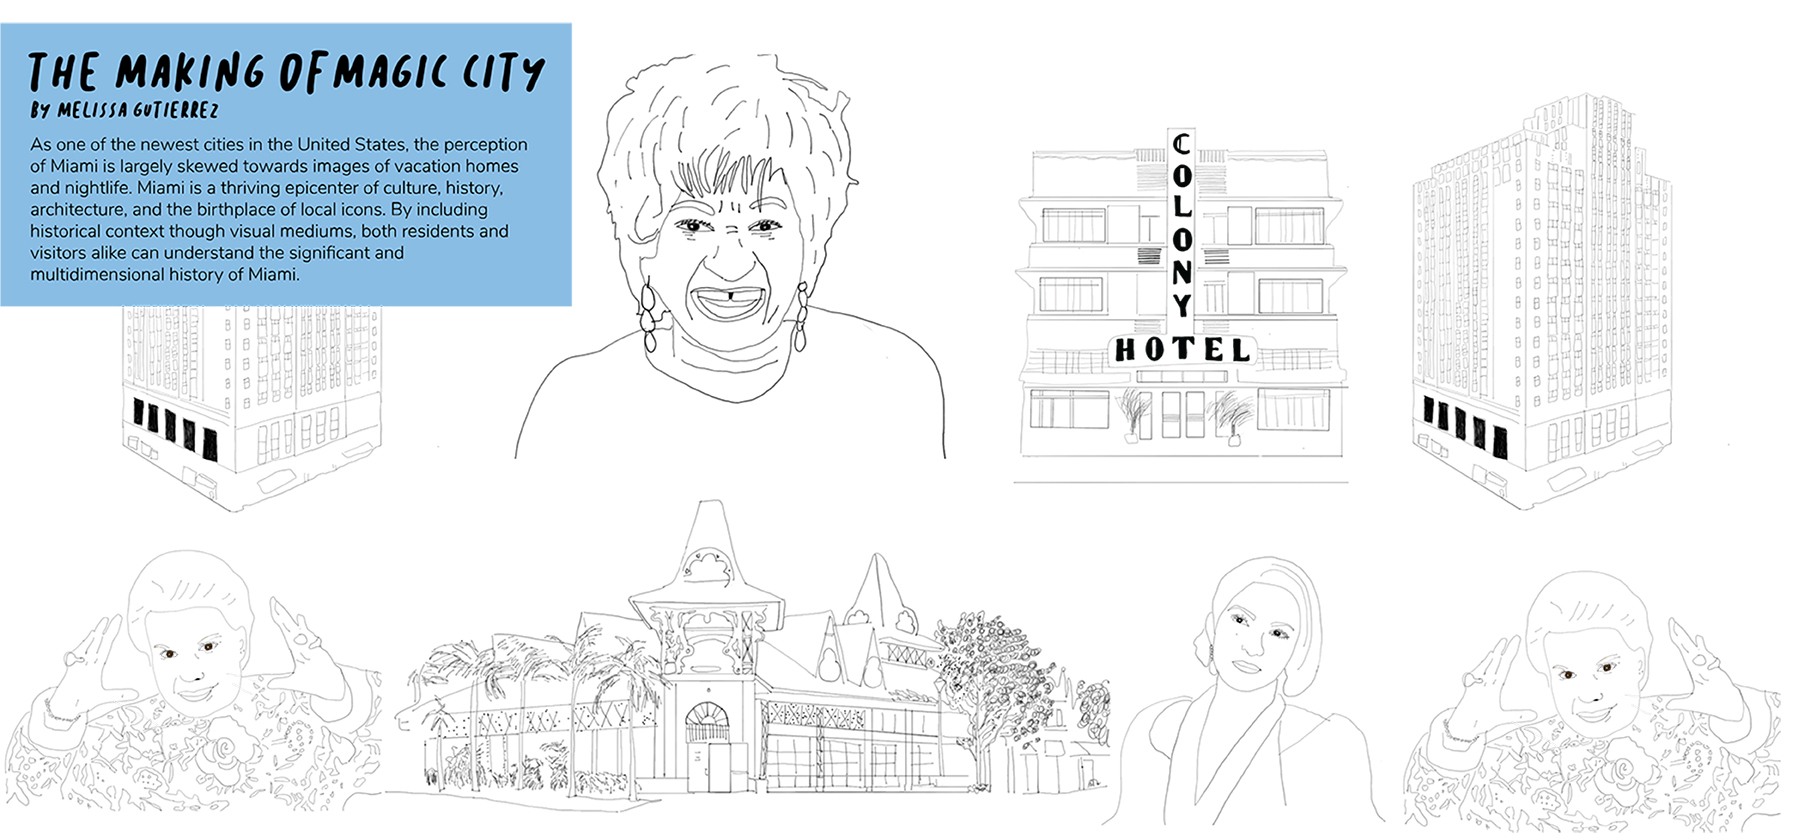 THE MAKING OF MAGIC CITY
BY MELISSA GUTIERREZ
As one of the newest cities in the United States, the perception
of Miami is largely skewed towards images of vacation homes
and nightlife. Miami is a thriving epicenter of culture, history,
architecture, and the birthplace of local icons. By including
historical context though visual mediums, both residents and
visitors alike can understand the significant and
multidimensional history of Miami.
COLONY
HOTEL